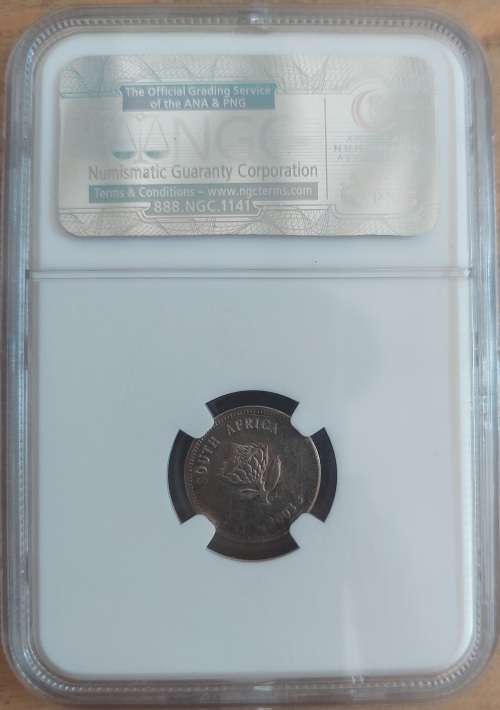 The Official Grading Service
of the ANA & PNG
NGC
Numismatic Guaranty Corporation
Terms & Conditions – www.ngcterms.com
888.NGC.1141
SOUTH AFRICA